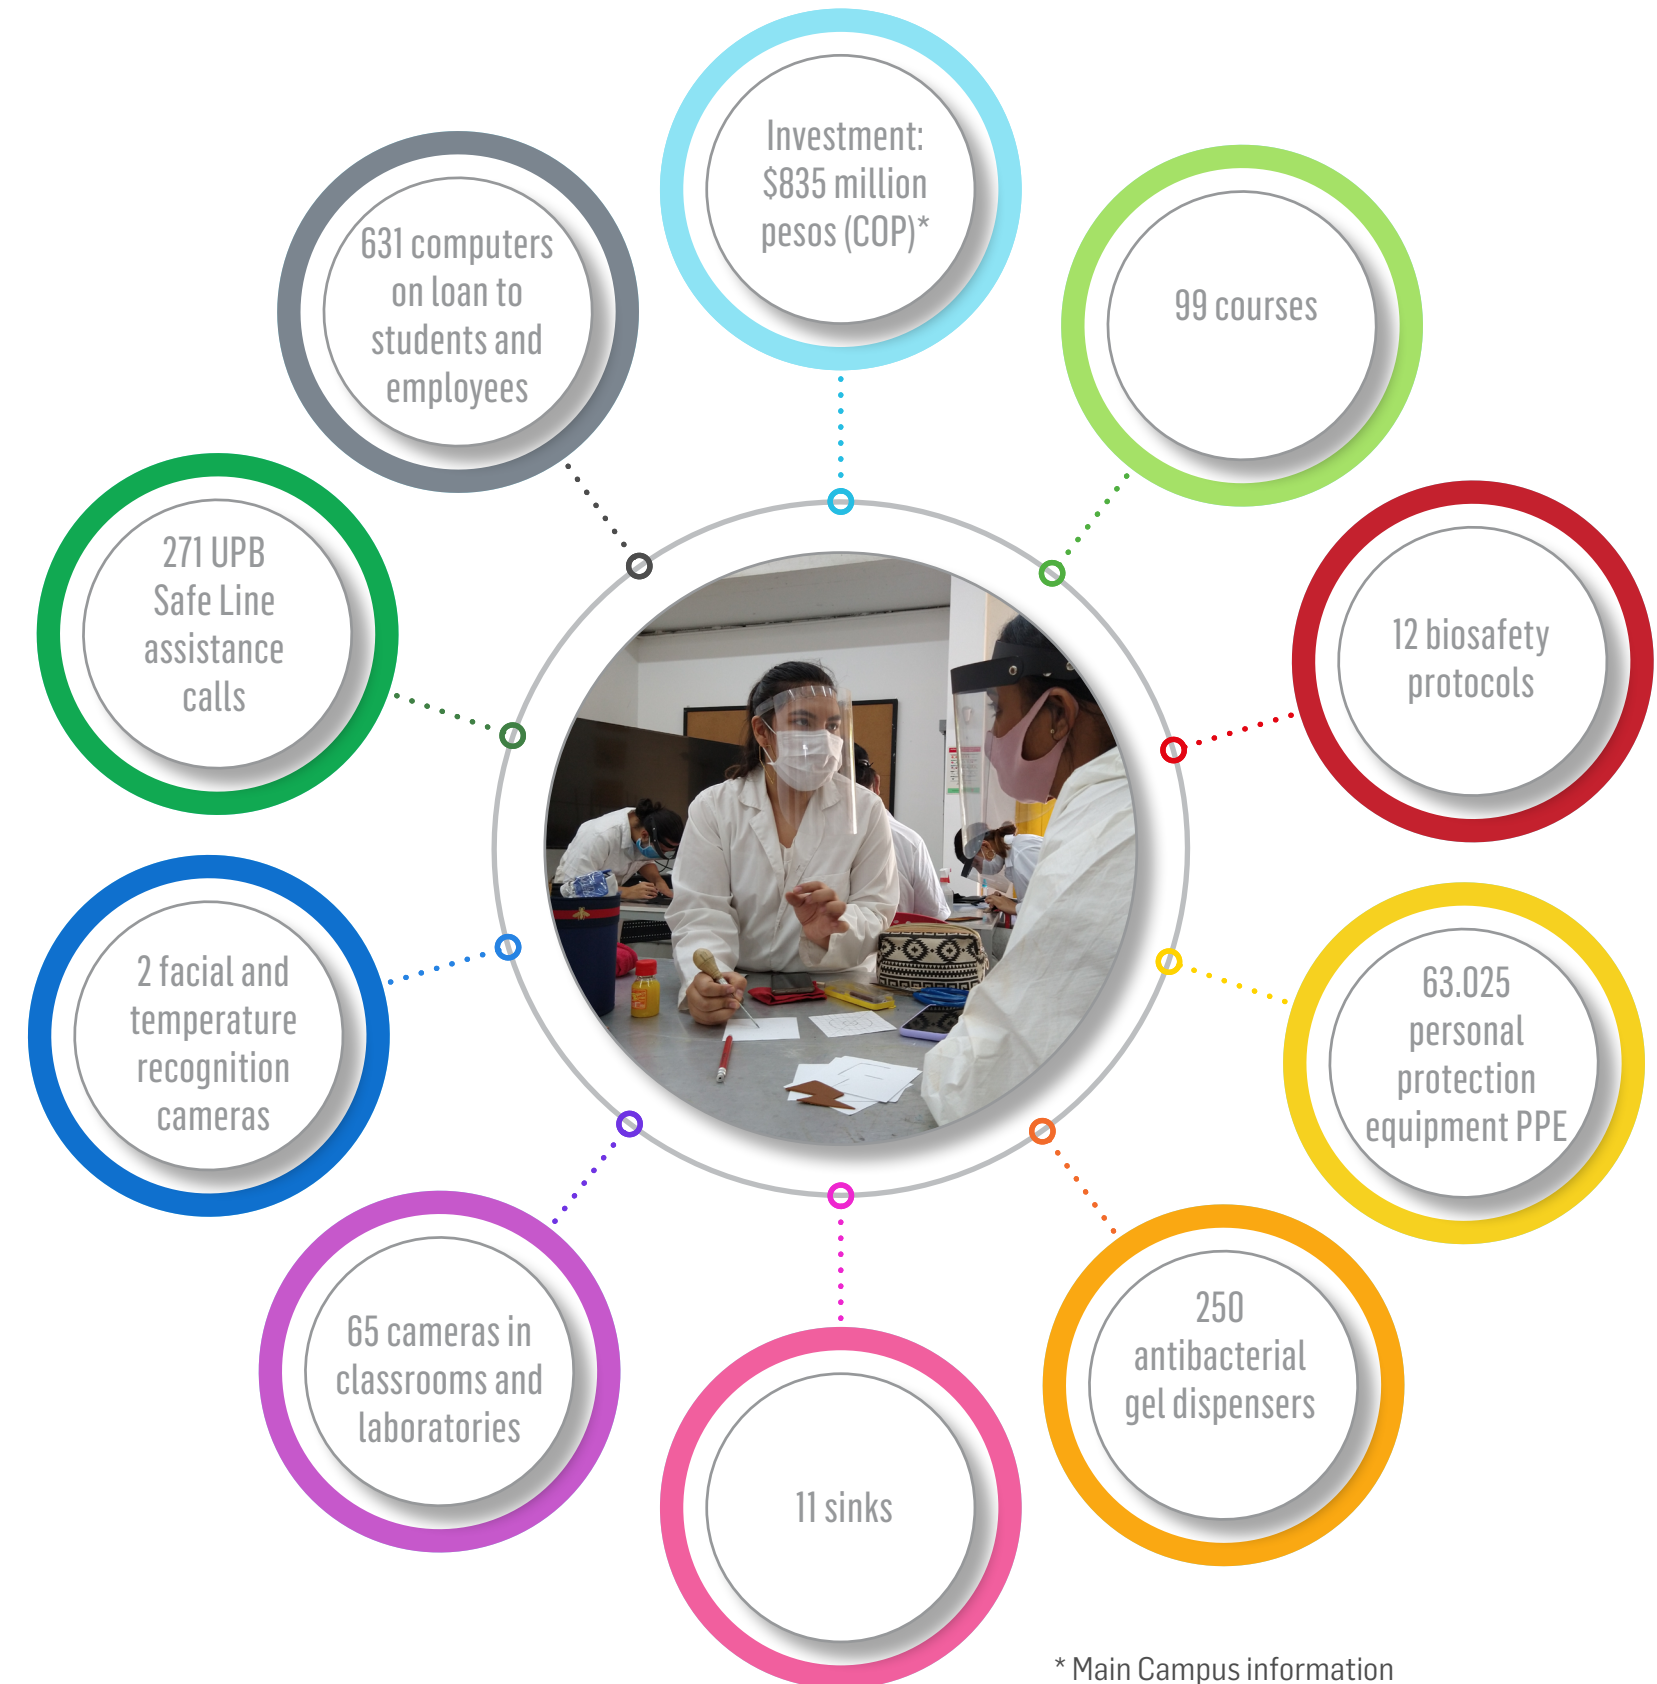 Investment:
$835 million
pesos (COP)*
99 courses
12 biosafety
protocols
63.025
personal
protection
equipment PPE
250
antibacterial
gel dispensers
11 sinks
65 cameras in
classrooms and
laboratories
2 facial and
temperature
recognition
cameras
271 UPB
Safe Line
assistance
calls
631 computers
on loan to
students and
employees
* Main Campus information